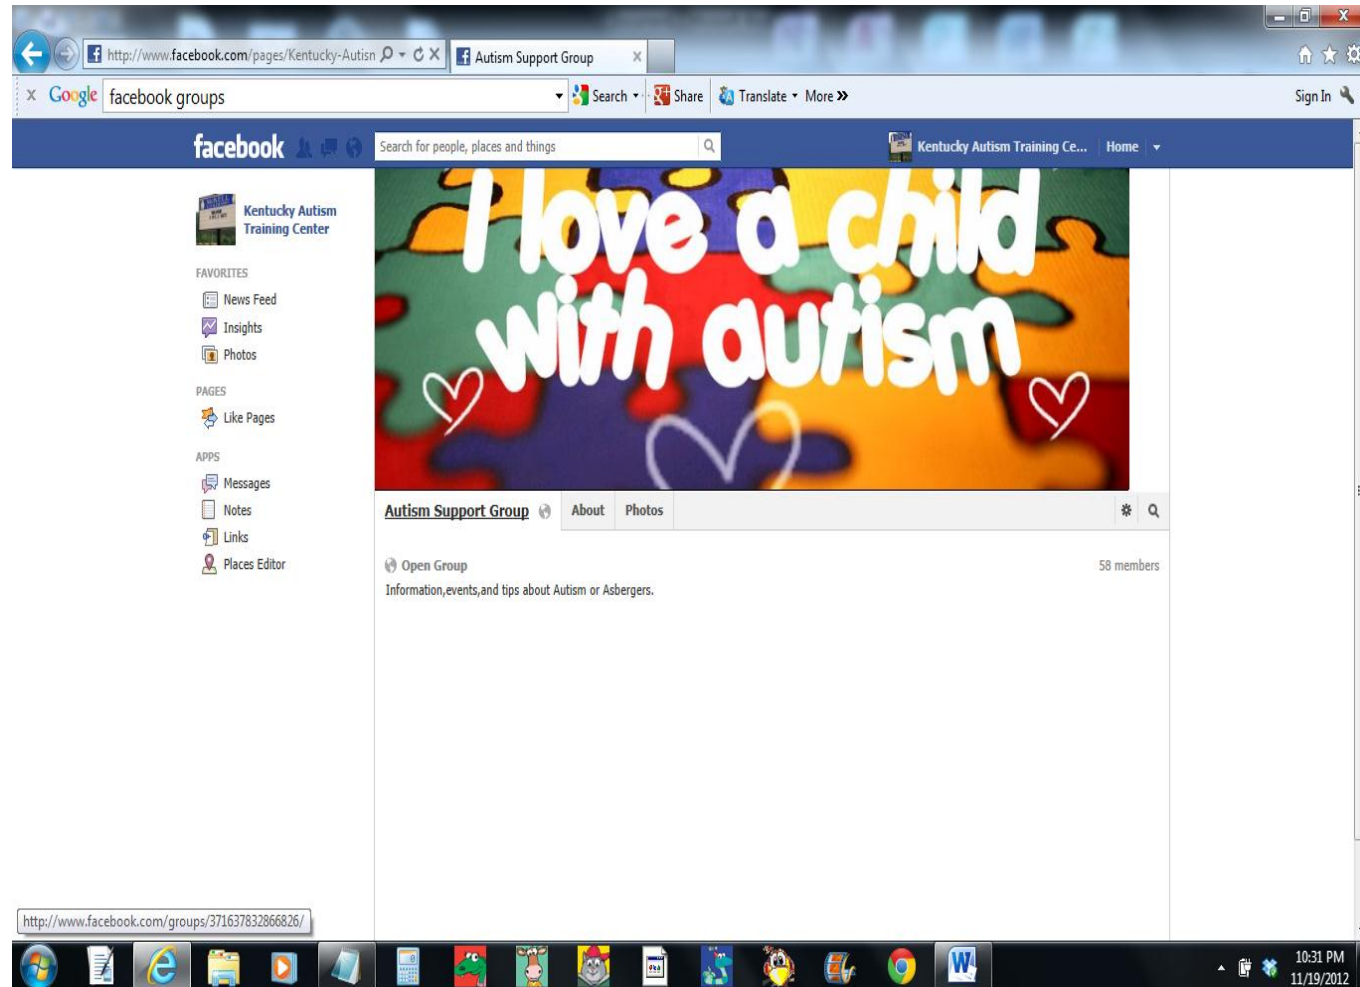 http://www.facebook.com/pages/Kentucky-Autisn
Autism Support Group
X Google facebook groups Search Share Translate More »
Sign In
facebook
Search for people, places and things
Kentucky Autism Training Ce... Home
Kentucky Autism
Training Center
FAVORITES
News Feed
Insights
Photos
PAGES
Like Pages
APPS
Messages
Notes
Links
Places Editor
I love a child
with autism
Autism Support Group About Photos
Open Group 58 members
Information,events,and tips about Autism or Asbergers.
http://www.facebook.com/groups/371637832866826/
10:31 PM
11/19/2012